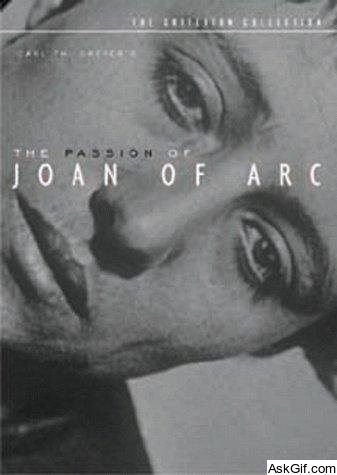 THE CRITERION COLLECTION
CARL TH. DREYER'S
THE PASSION OF
JOAN OF ARC
AskGif.com